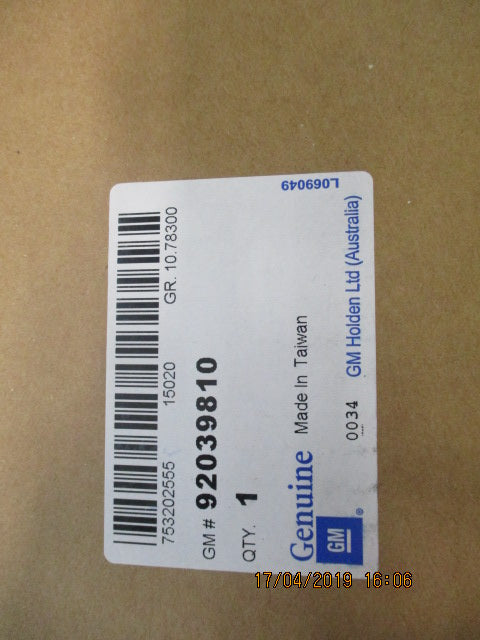 753202555 15020 GR. 10.78300
GM # 92039810
QTY. 1
Genuine Made In Taiwan
GM ® 0034 GM Holden Ltd (Australia)
L069049
17/04/2019 16:06